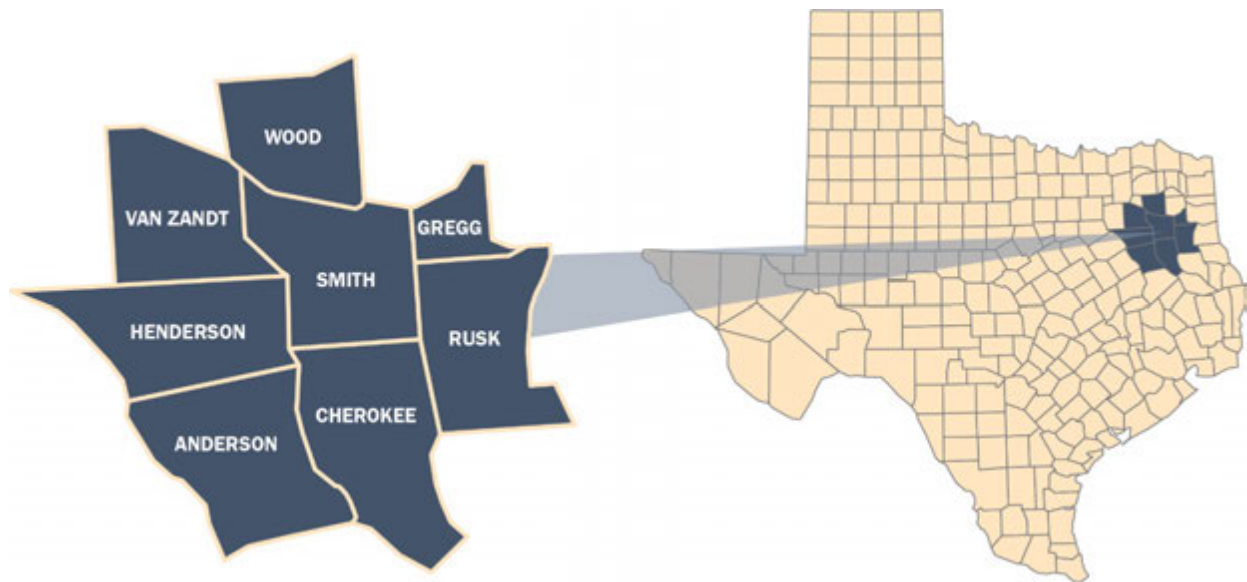 WOOD
VAN ZANDT
GREGG
SMITH
HENDERSON
RUSK
CHEROKEE
ANDERSON